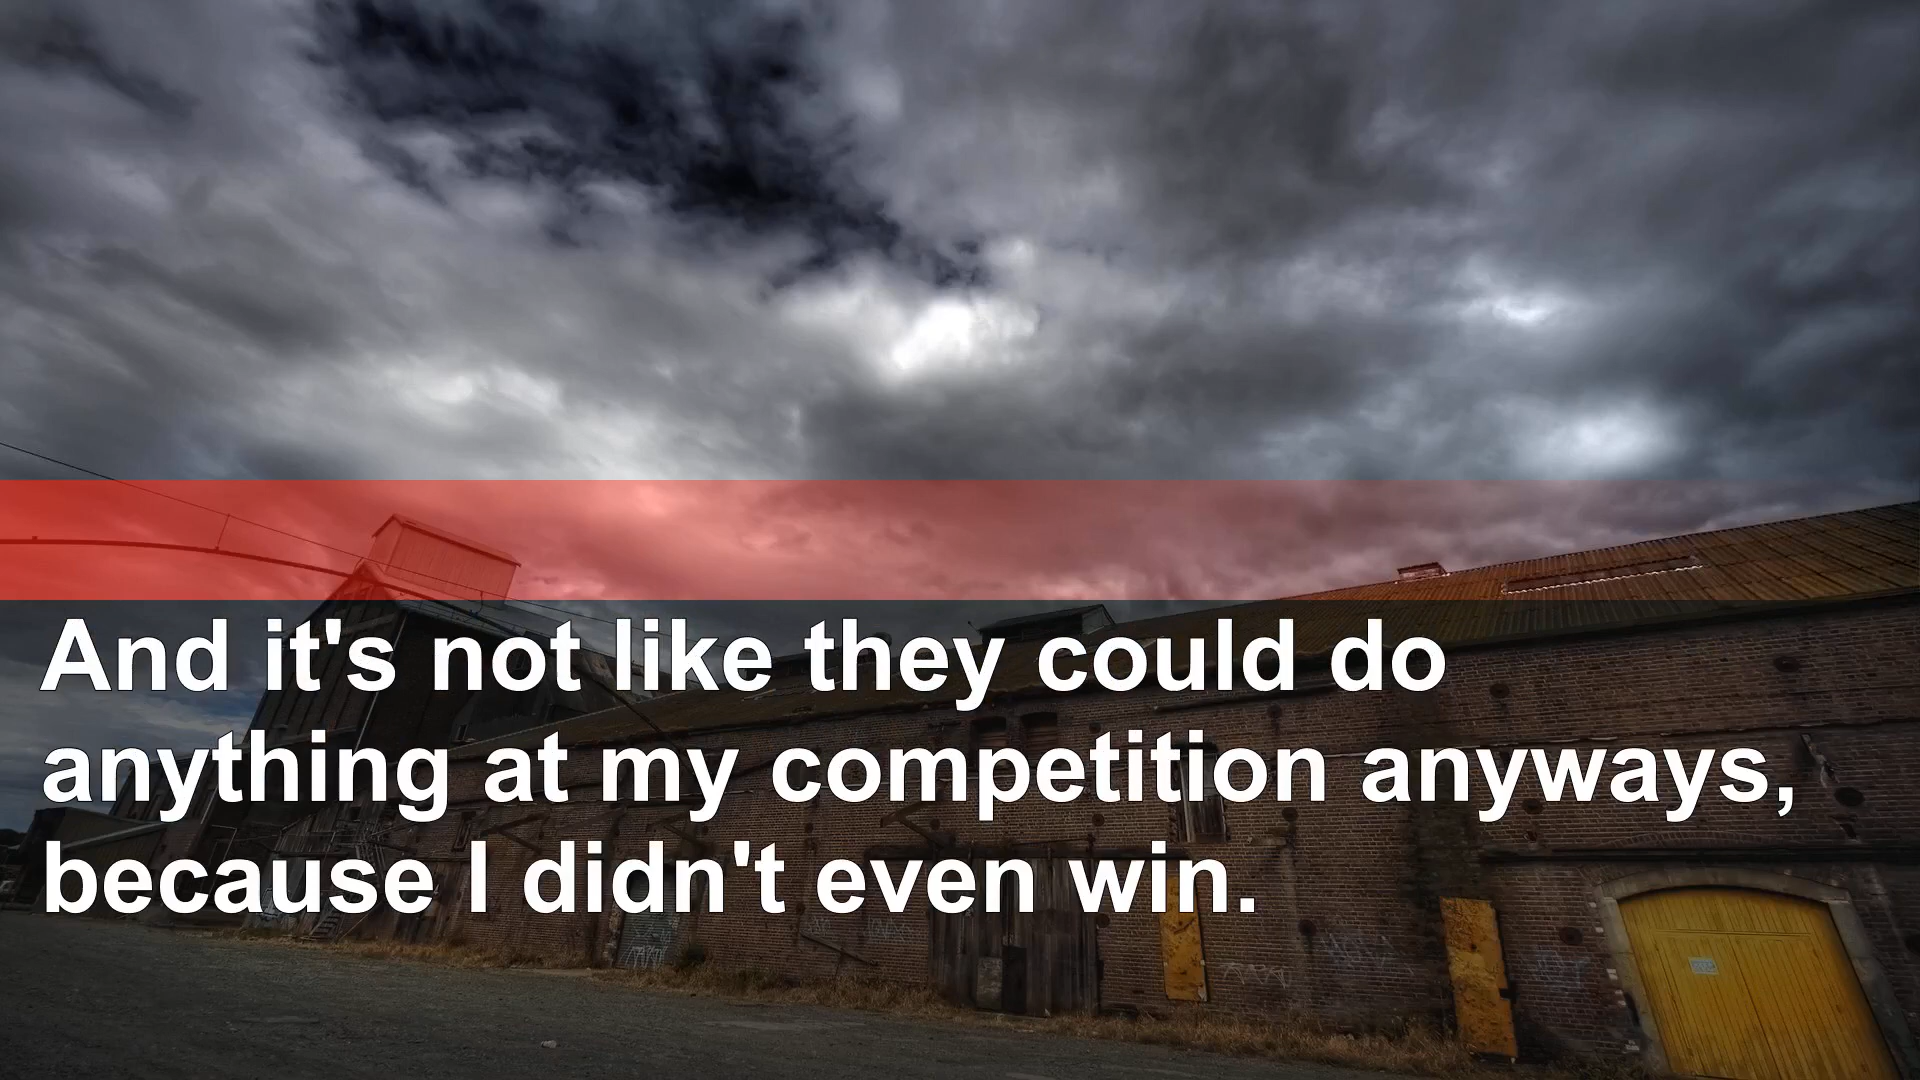 And it's not like they could do
anything at my competition anyways,
because I didn't even win.